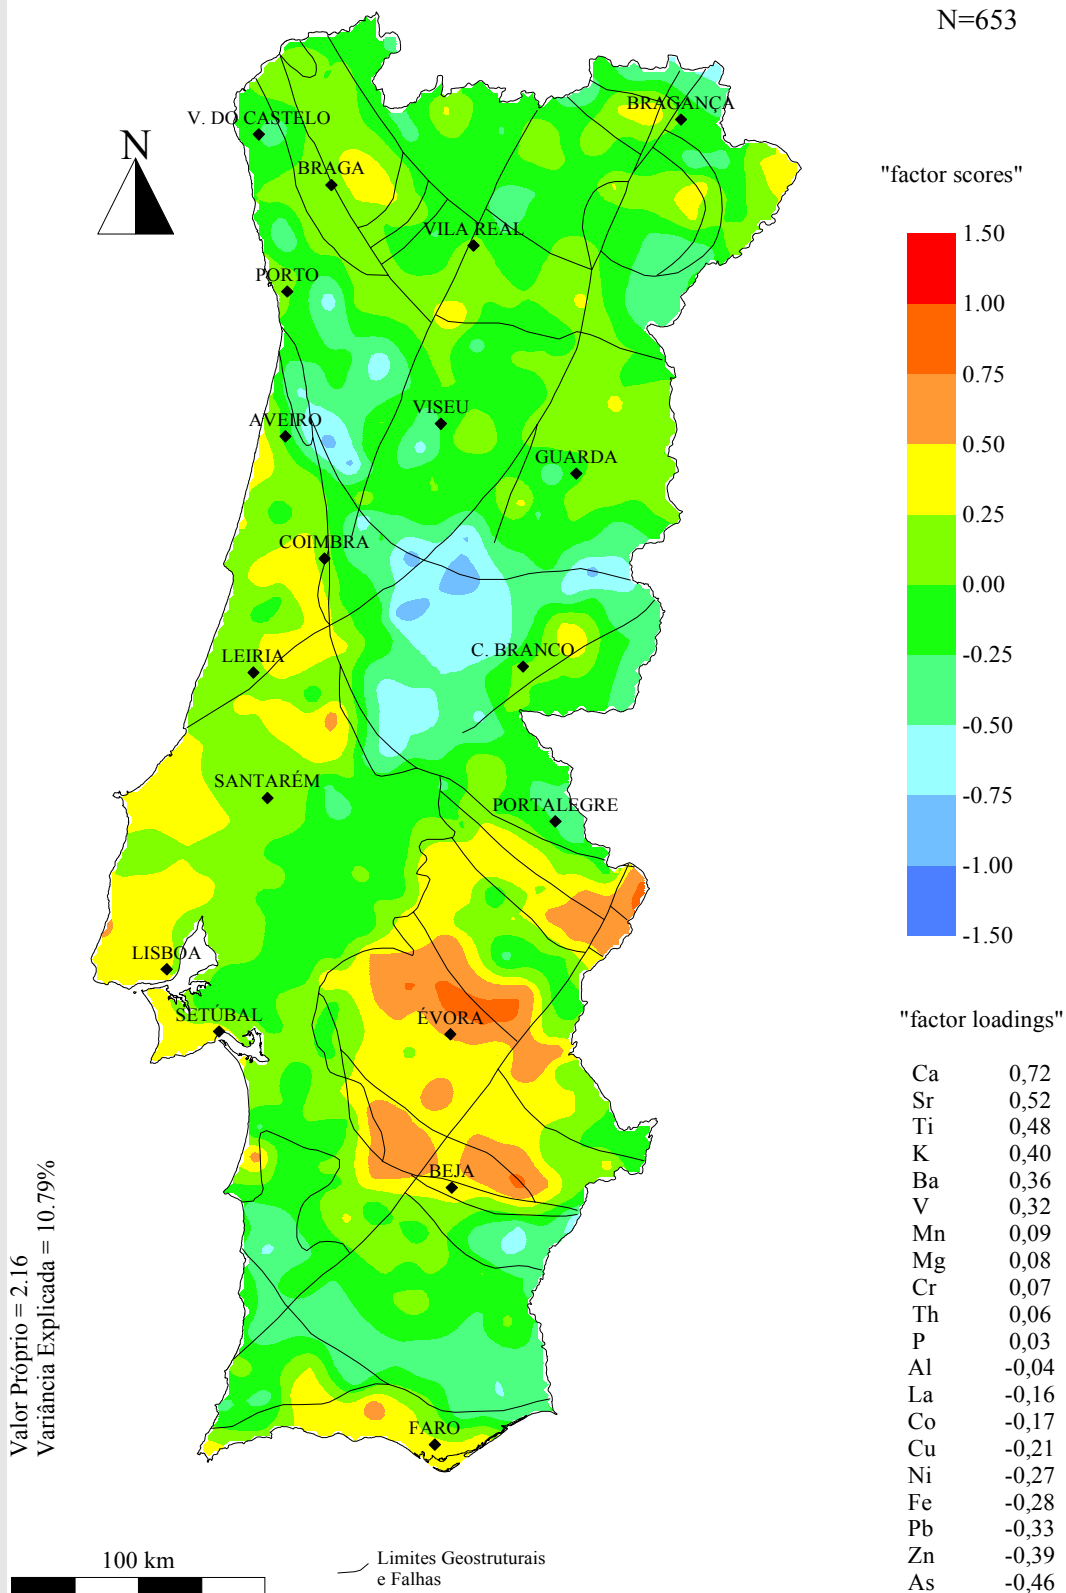 N=653
N
V. DO CASTELO
BRAGANÇA
BRAGA
VILA REAL
PORTO
AVEIRO
VISEU
GUARDA
COIMBRA
LEIRIA
C. BRANCO
SANTARÉM
PORTALEGRE
LISBOA
SETÚBAL
ÉVORA
BEJA
FARO
"factor scores"
1.50
1.00
0.75
0.50
0.25
0.00
-0.25
-0.50
-0.75
-1.00
-1.50
"factor loadings"
Ca 0,72
Sr 0,52
Ti 0,48
K 0,40
Ba 0,36
V 0,32
Mn 0,09
Mg 0,08
Cr 0,07
Th 0,06
P 0,03
Al -0,04
La -0,16
Co -0,17
Cu -0,21
Ni -0,27
Fe -0,28
Pb -0,33
Zn -0,39
As -0,46
Valor Próprio = 2.16
Variância Explicada = 10.79%
100 km
Limites Geostruturais
e Falhas